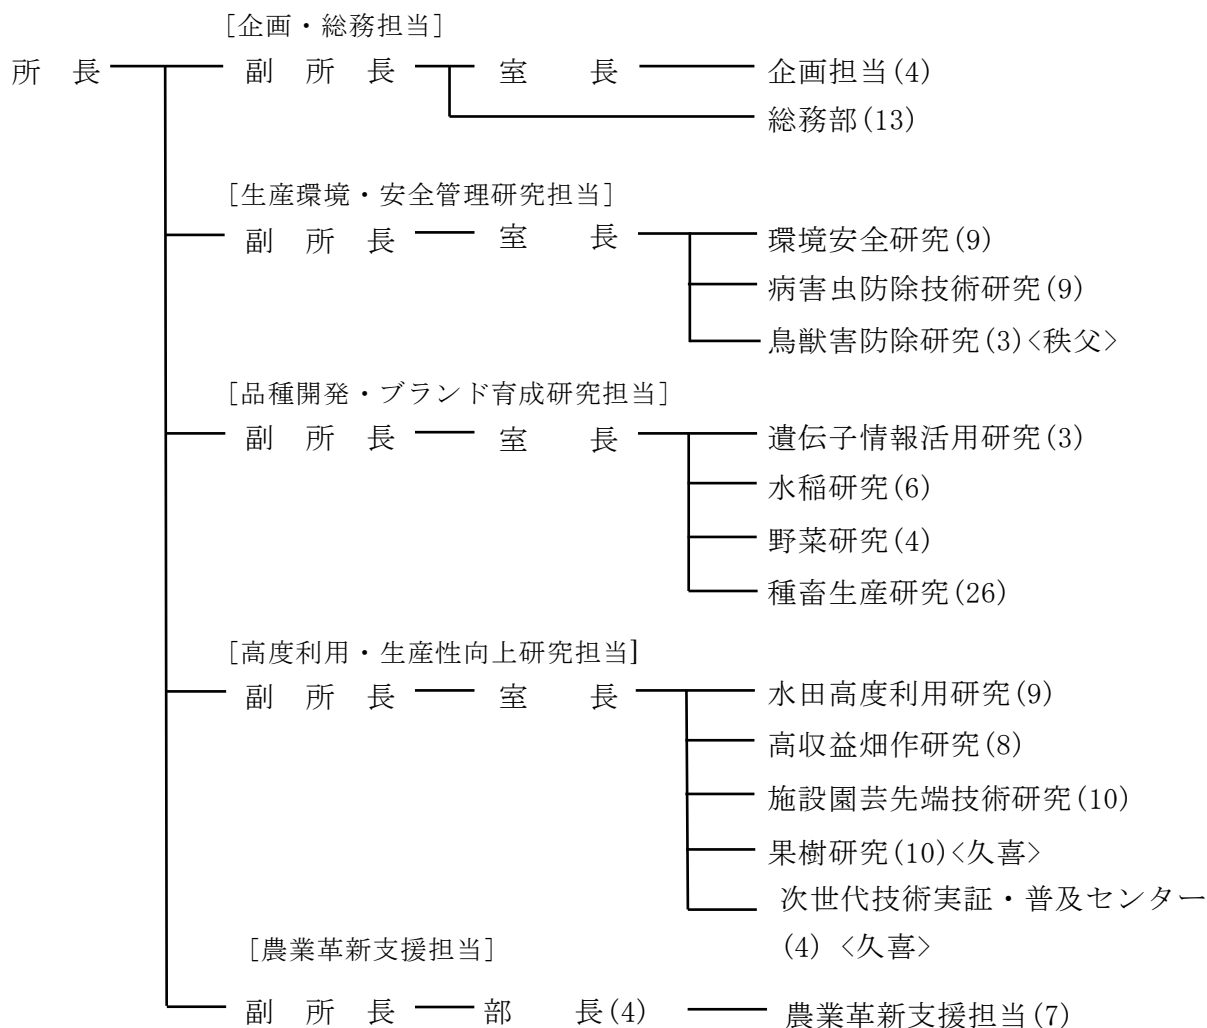 [企画・総務担当]
所　長　副　所　長　室　　長　企画担当(4)
総務部(13)
[生産環境・安全管理研究担当]
副　所　長　室　　長　環境安全研究(9)
病害虫防除技術研究(9)
鳥獣害防除研究(3)<秩父>
[品種開発・ブランド育成研究担当]
副　所　長　室　　長　遺伝子情報活用研究(3)
水稲研究(6)
野菜研究(4)
種畜生産研究(26)
[高度利用・生産性向上研究担当]
副　所　長　室　　長　水田高度利用研究(9)
高収益畑作研究(8)
施設園芸先端技術研究(10)
果樹研究(10)<久喜>
次世代技術実証・普及センター
(4) <久喜>
[農業革新支援担当]
副　所　長　部　　長(4)　農業革新支援担当(7)